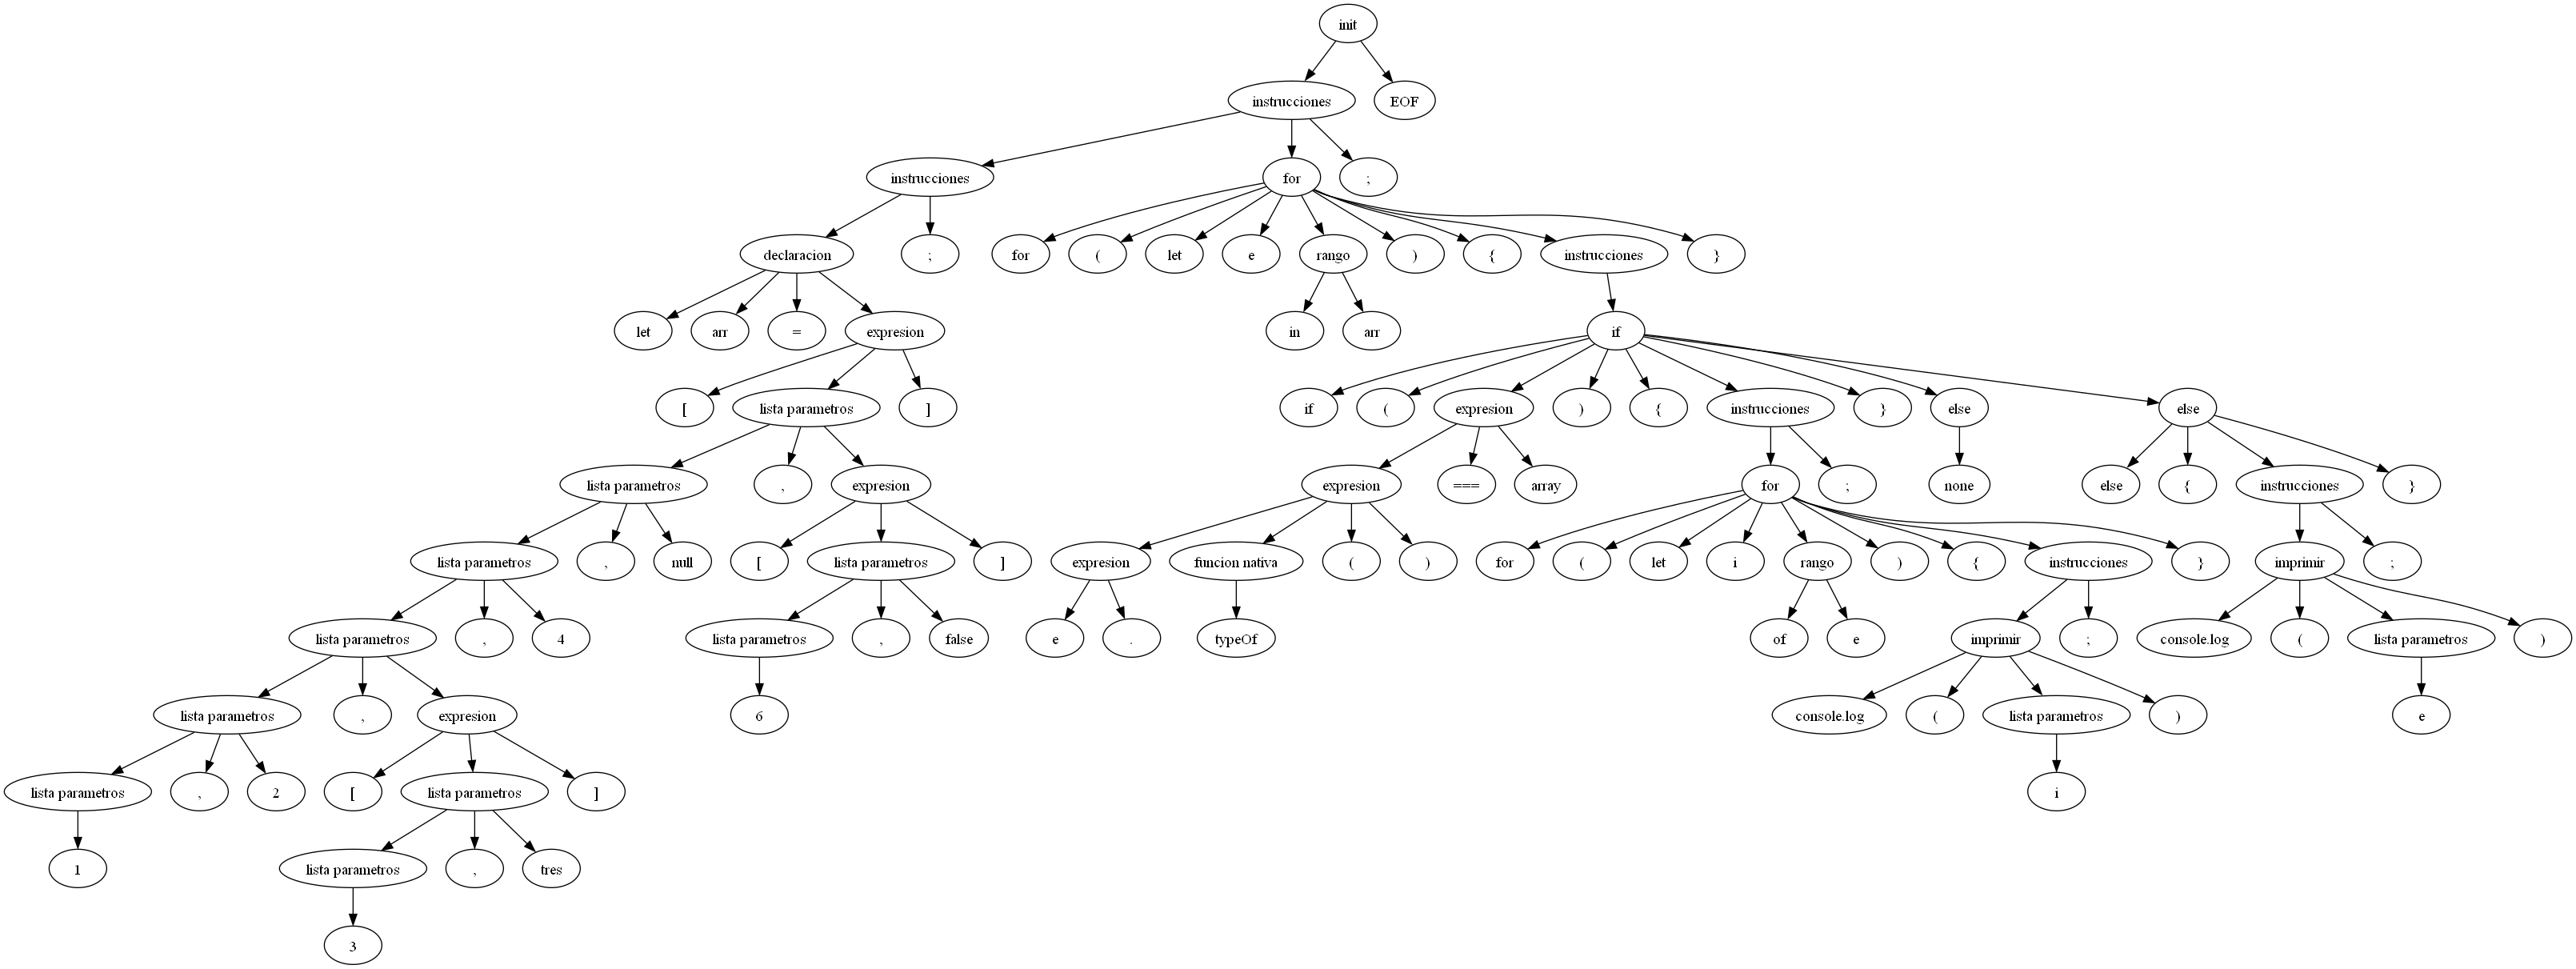 init
instrucciones EOF
instrucciones for ;
declaracion ; for ( let e rango ) { instrucciones }
let arr = expresion in arr if
[ lista parametros ] if ( expresion ) { instrucciones } else else
lista parametros , expresion expresion === array for ; none else { instrucciones }
lista parametros , null [ lista parametros ] expresion funcion nativa ( ) for ( let i rango ) { instrucciones } imprimir ;
lista parametros , 4 lista parametros , false e . typeOf of e imprimir ; console.log ( lista parametros )
lista parametros , expresion 6 console.log ( lista parametros ) e
lista parametros , 2 [ lista parametros ] i
1 lista parametros , tres
3